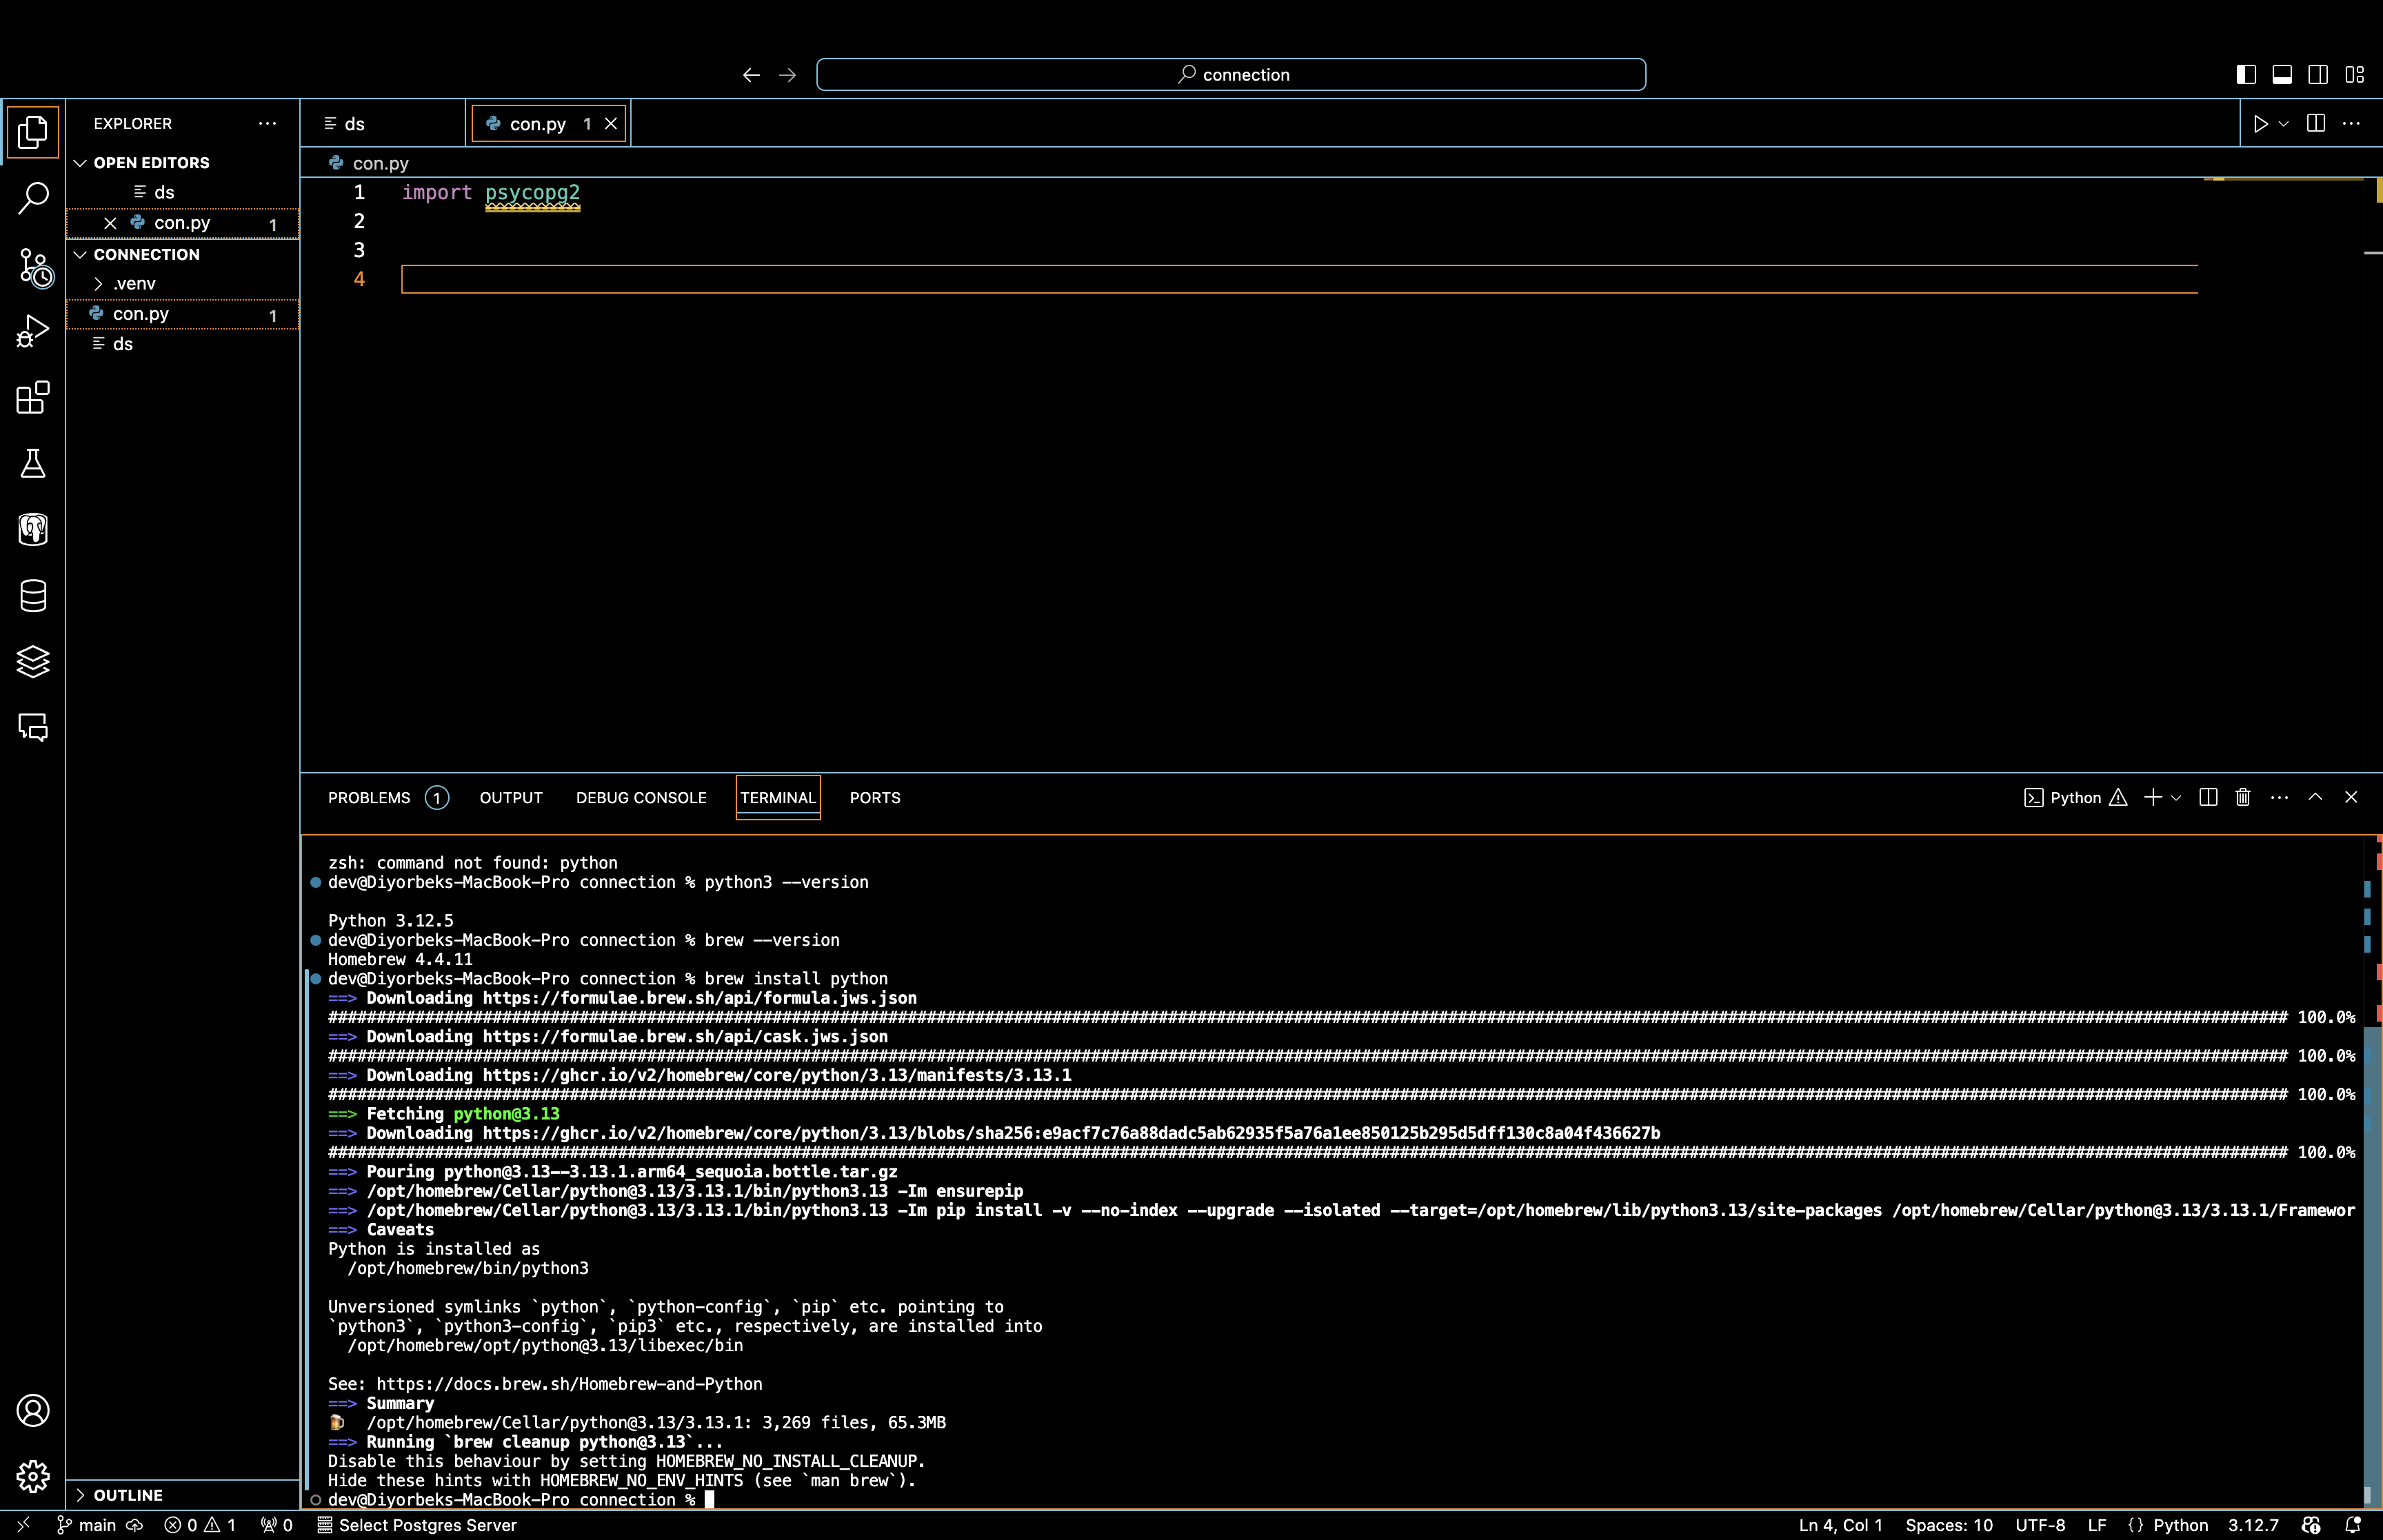 connection
EXPLORER
OPEN EDITORS
ds
con.py 1
CONNECTION
.venv
con.py 1
ds
OUTLINE
ds
con.py 1
con.py
1 import psycopg2
2
3
4
PROBLEMS 1 OUTPUT DEBUG CONSOLE TERMINAL PORTS
Python
zsh: command not found: python
dev@Diyorbeks-MacBook-Pro connection % python3 --version
Python 3.12.5
dev@Diyorbeks-MacBook-Pro connection % brew --version
Homebrew 4.4.11
dev@Diyorbeks-MacBook-Pro connection % brew install python
==> Downloading https://formulae.brew.sh/api/formula.jws.json
######################################################################## 100.0%
==> Downloading https://formulae.brew.sh/api/cask.jws.json
######################################################################## 100.0%
==> Downloading https://ghcr.io/v2/homebrew/core/python/3.13/manifests/3.13.1
######################################################################## 100.0%
==> Fetching python@3.13
==> Downloading https://ghcr.io/v2/homebrew/core/python/3.13/blobs/sha256:e9acf7c76a88dadc5ab62935f5a76a1ee850125b295d5dff130c8a04f436627b
######################################################################## 100.0%
==> Pouring python@3.13--3.13.1.arm64_sequoia.bottle.tar.gz
==> /opt/homebrew/Cellar/python@3.13/3.13.1/bin/python3.13 -Im ensurepip
==> /opt/homebrew/Cellar/python@3.13/3.13.1/bin/python3.13 -Im pip install -v --no-index --upgrade --isolated --target=/opt/homebrew/lib/python3.13/site-packages /opt/homebrew/Cellar/python@3.13/3.13.1/Framewor
==> Caveats
Python is installed as
/opt/homebrew/bin/python3
Unversioned symlinks `python`, `python-config`, `pip` etc. pointing to
`python3`, `python3-config`, `pip3` etc., respectively, are installed into
/opt/homebrew/opt/python@3.13/libexec/bin
See: https://docs.brew.sh/Homebrew-and-Python
==> Summary
🍺 /opt/homebrew/Cellar/python@3.13/3.13.1: 3,269 files, 65.3MB
==> Running `brew cleanup python@3.13`...
Disable this behaviour by setting HOMEBREW_NO_INSTALL_CLEANUP.
Hide these hints with HOMEBREW_NO_ENV_HINTS (see `man brew`).
dev@Diyorbeks-MacBook-Pro connection %
main 0 1 0 Select Postgres Server Ln 4, Col 1 Spaces: 10 UTF-8 LF {} Python 3.12.7